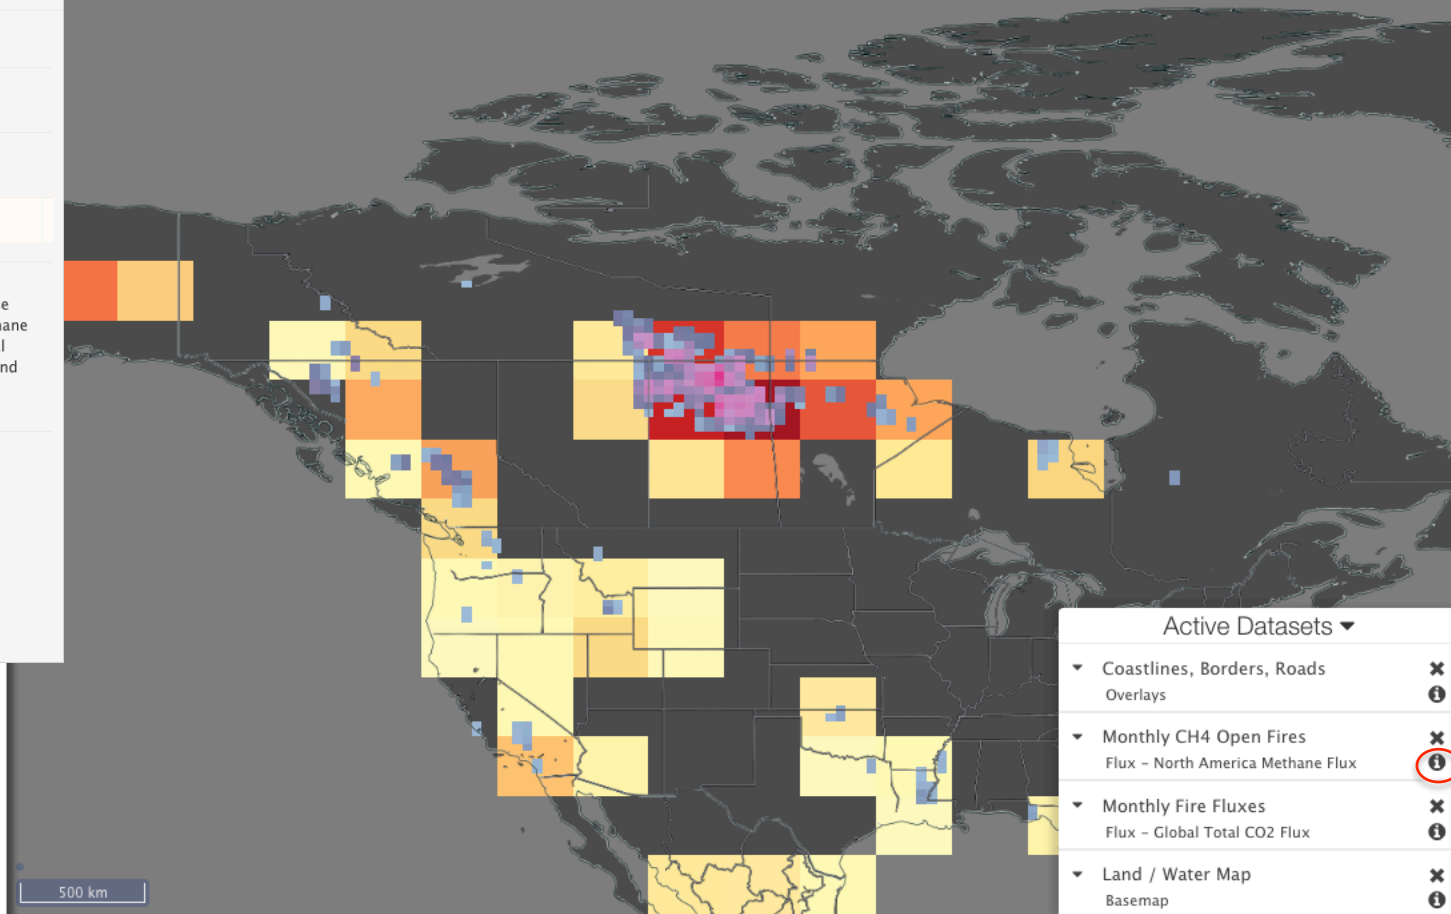 e
ane
l
nd
Active Datasets
Coastlines, Borders, Roads
Overlays
Monthly CH4 Open Fires
Flux – North America Methane Flux
Monthly Fire Fluxes
Flux – Global Total CO2 Flux
Land / Water Map
Basemap
500 km